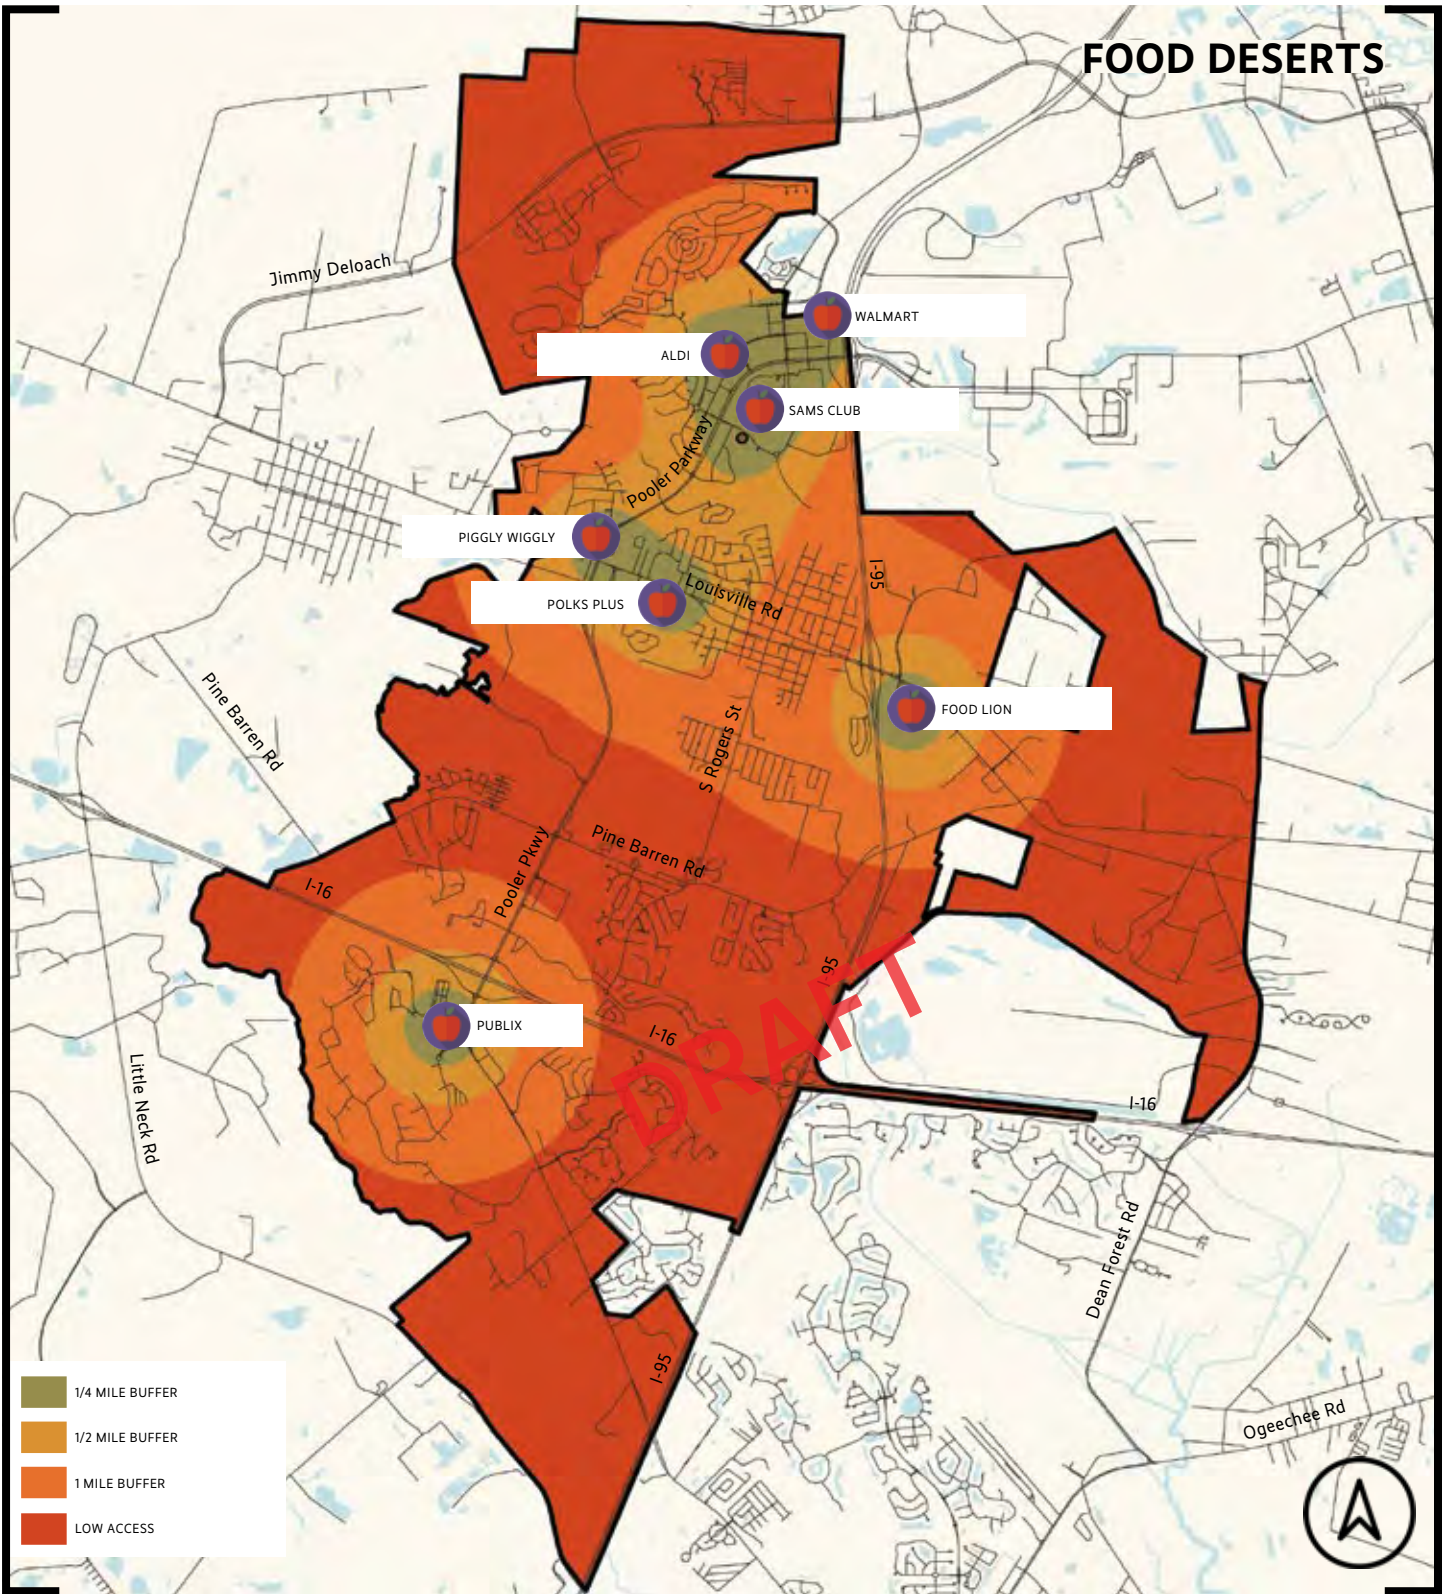 FOOD DESERTS
Jimmy Deloach
WALMART
ALDI
SAMS CLUB
Pooler Parkway
PIGGLY WIGGLY
I-95
Louisville Rd
POLKS PLUS
Pine Barren Rd
FOOD LION
S Rogers St
Pine Barren Rd
Pooler Pkwy
I-16
I-95
DRAFT
PUBLIX
I-16
Little Neck Rd
I-16
Dean Forest Rd
I-95
Ogeechee Rd
1/4 MILE BUFFER
1/2 MILE BUFFER
1 MILE BUFFER
LOW ACCESS